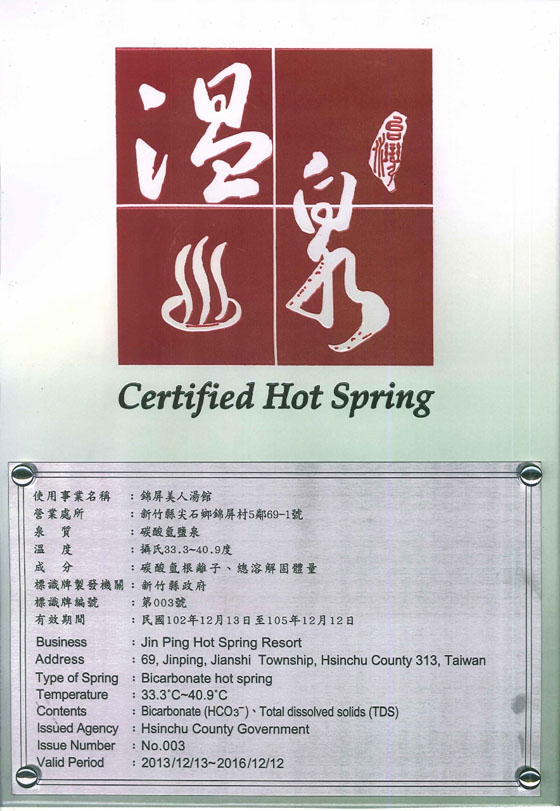 溫泉
台灣
Certified Hot Spring
使用事業名稱 : 錦屏美人湯館
營業處所 : 新竹縣尖石鄉錦屏村5鄰69-1號
泉質 : 碳酸氫鹽泉
溫度 : 攝氏33.3~40.9度
成分 : 碳酸氫根離子、總溶解固體量
標識牌製發機關 : 新竹縣政府
標識牌編號 : 第003號
有效期間 : 民國102年12月13日至105年12月12日
Business : Jin Ping Hot Spring Resort
Address : 69, Jinping, Jianshi Township, Hsinchu County 313, Taiwan
Type of Spring : Bicarbonate hot spring
Temperature : 33.3°C~40.9°C
Contents : Bicarbonate (HCO3⁻)、Total dissolved solids (TDS)
Issued Agency : Hsinchu County Government
Issue Number : No.003
Valid Period : 2013/12/13~2016/12/12